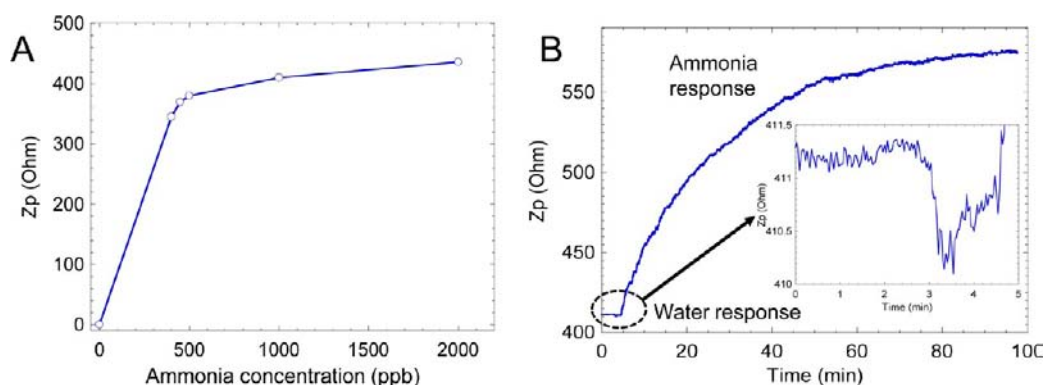 A
500
400
300
200
100
0
Zp (Ohm)
0
500
1000
1500
2000
Ammonia concentration (ppb)
B
550
500
450
400
Zp (Ohm)
Ammonia
response
Water response
0
20
40
60
80
100
Time (min)
411.5
411
410.5
410
Zp (Ohm)
0
1
2
3
4
5
Time (min)